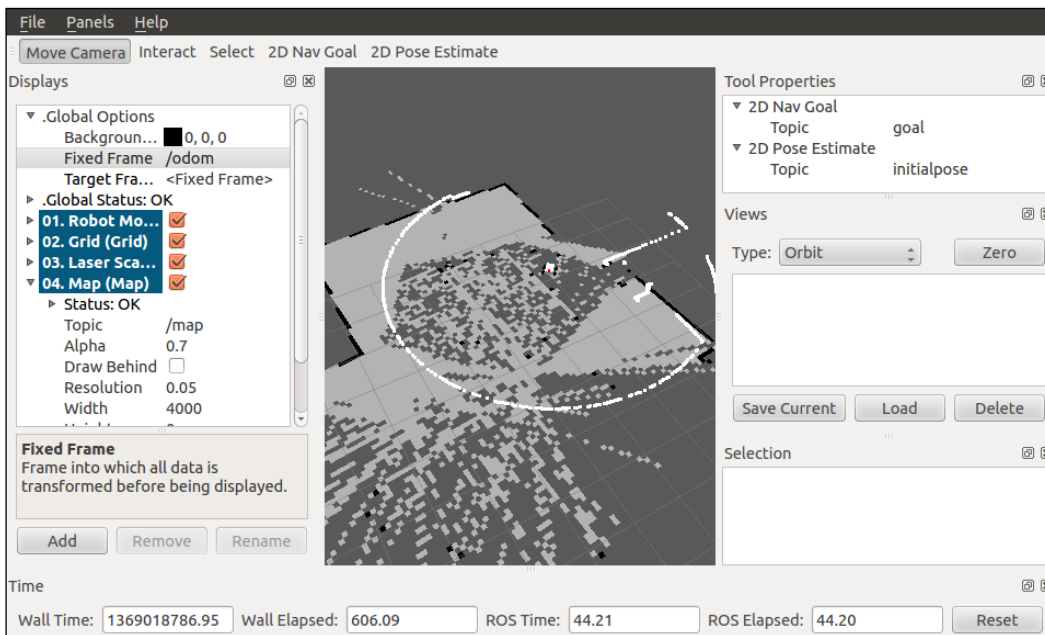 File Panels Help
Move Camera Interact Select 2D Nav Goal 2D Pose Estimate
Displays
.Global Options
Backgroun... 0, 0, 0
Fixed Frame /odom
Target Fra... <Fixed Frame>
.Global Status: OK
01. Robot Mo...
02. Grid (Grid)
03. Laser Sca...
04. Map (Map)
Status: OK
Topic /map
Alpha 0.7
Draw Behind
Resolution 0.05
Width 4000
Fixed Frame
Frame into which all data is
transformed before being displayed.
Add Remove Rename
Tool Properties
2D Nav Goal
Topic goal
2D Pose Estimate
Topic initialpose
Views
Type: Orbit Zero
Save Current Load Delete
Selection
Time
Wall Time: 1369018786.95 Wall Elapsed: 606.09 ROS Time: 44.21 ROS Elapsed: 44.20 Reset